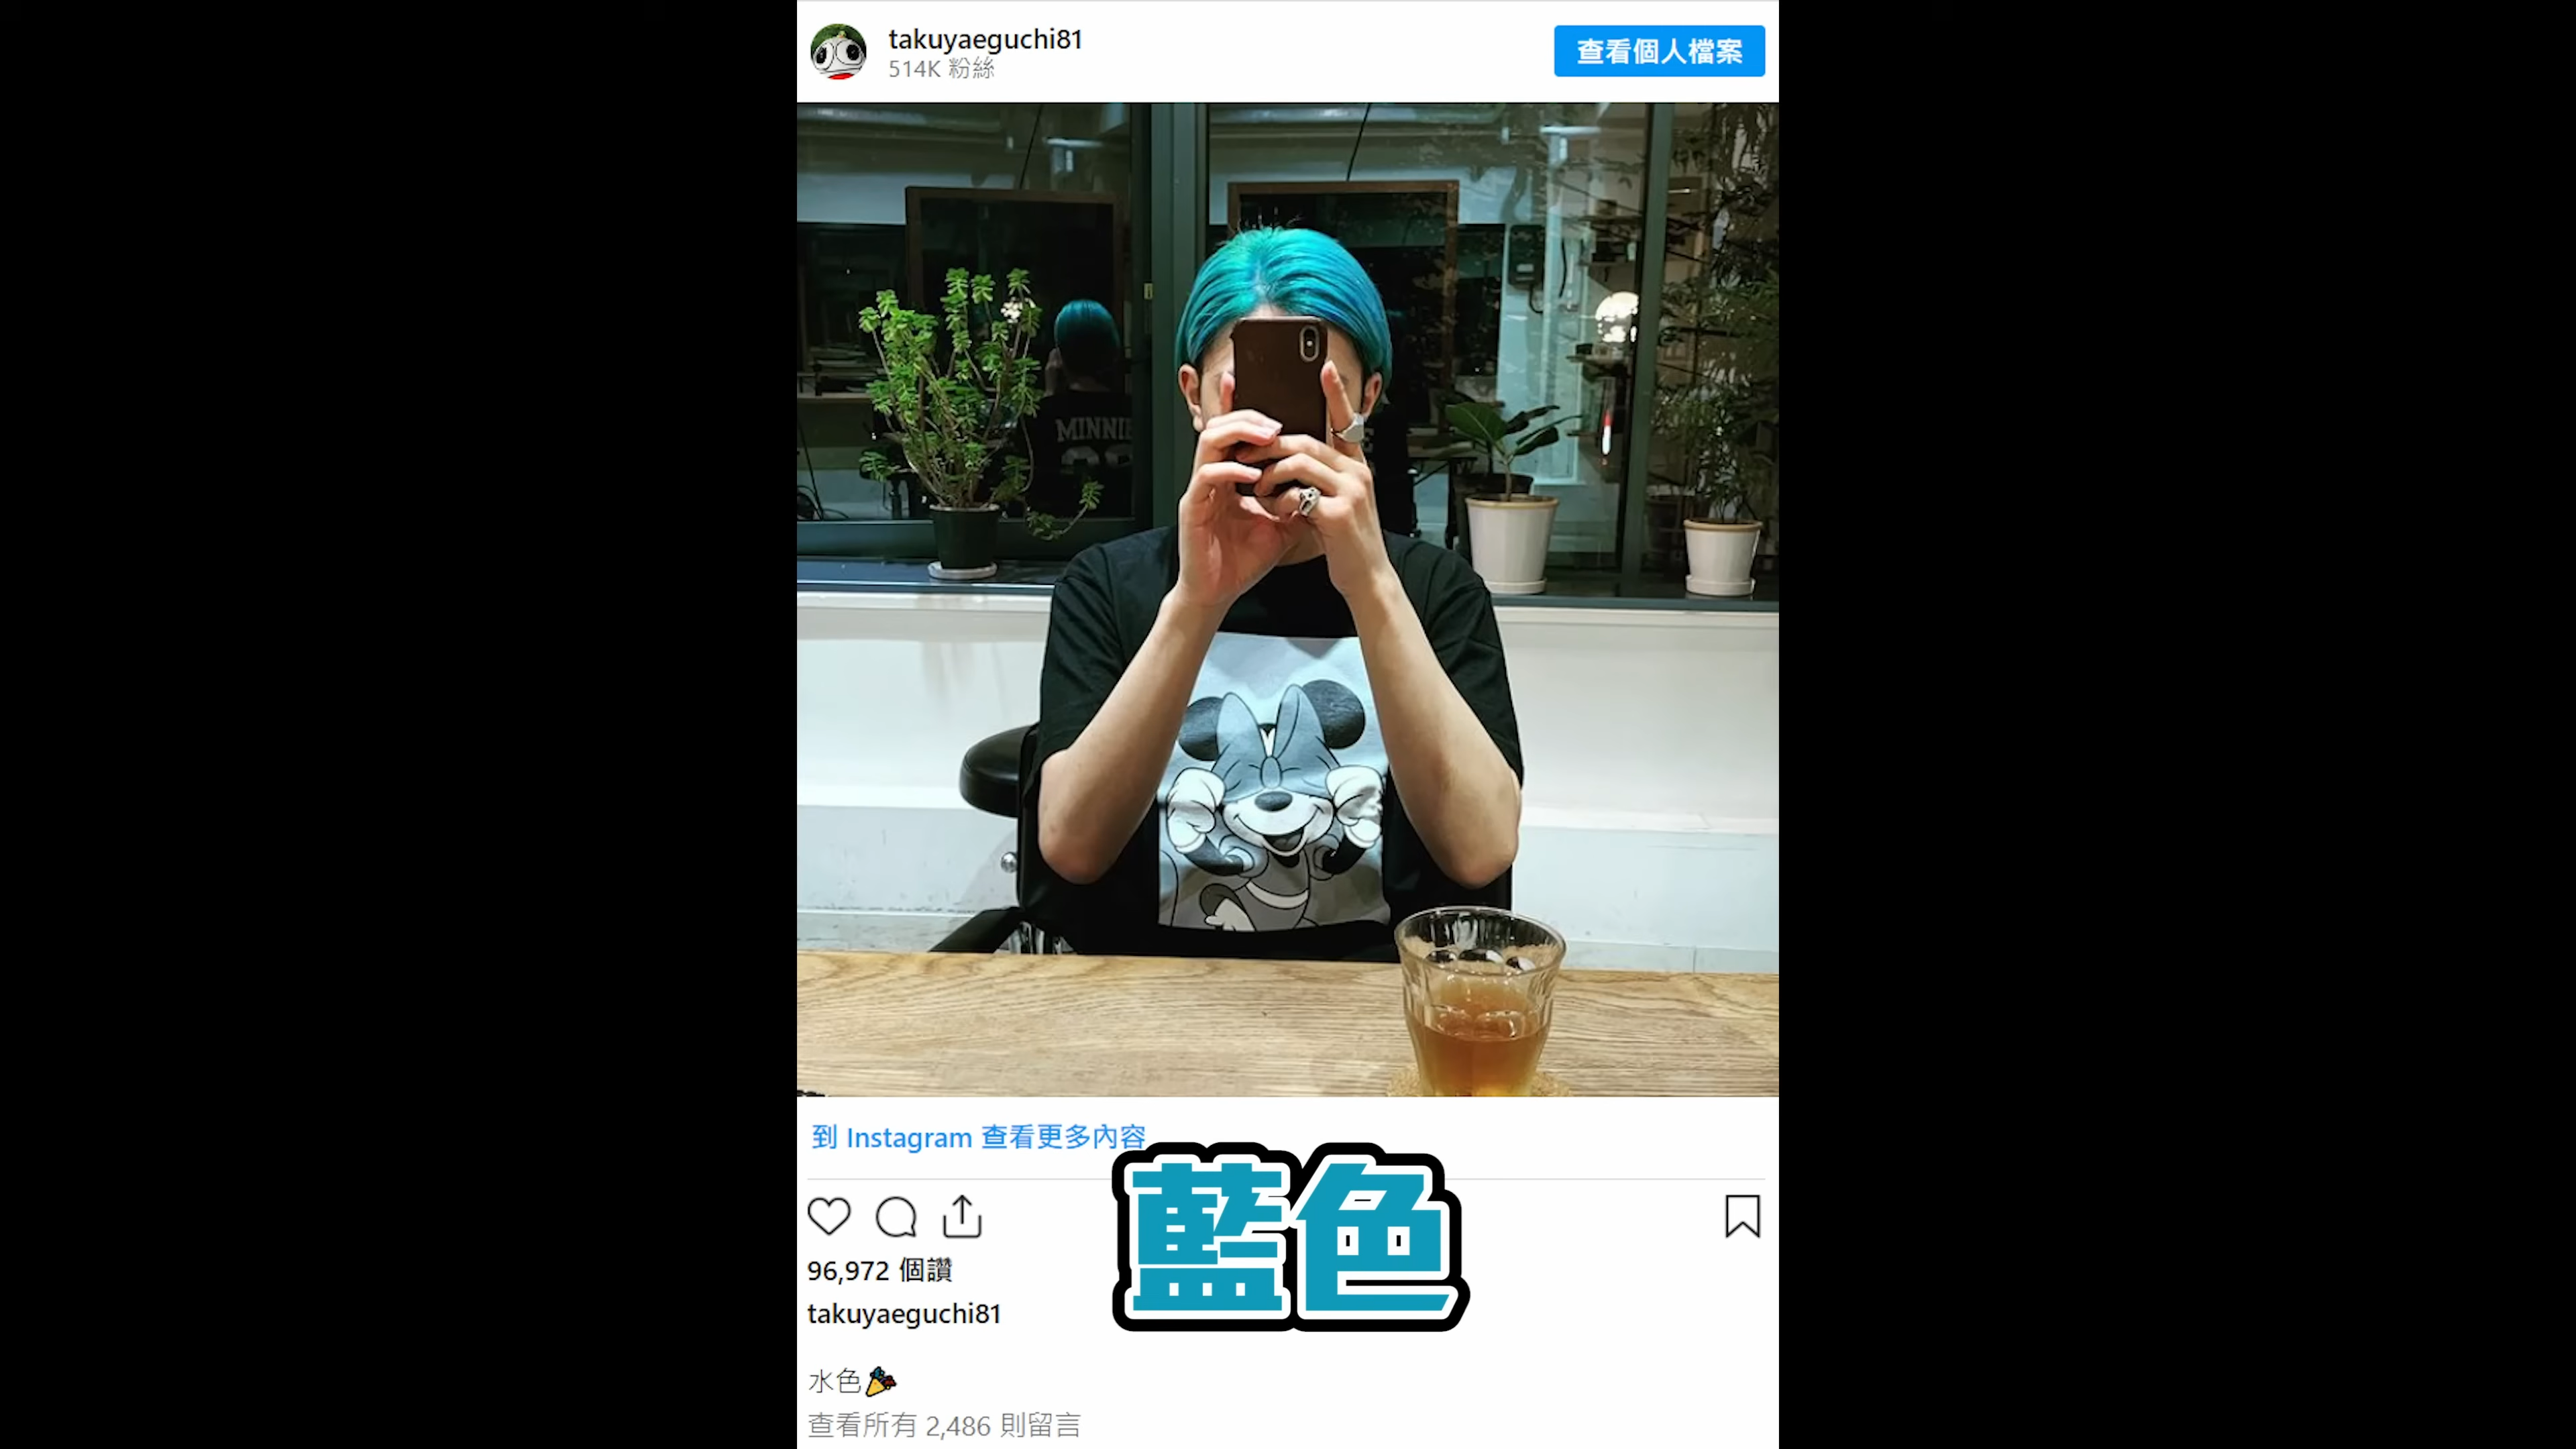 takuyaeguchi81
514K 粉絲
查看個人檔案
MINNIE
到 Instagram 查看更多內容
藍色
96,972 個讚
takuyaeguchi81
水色
查看所有 2,486 則留言